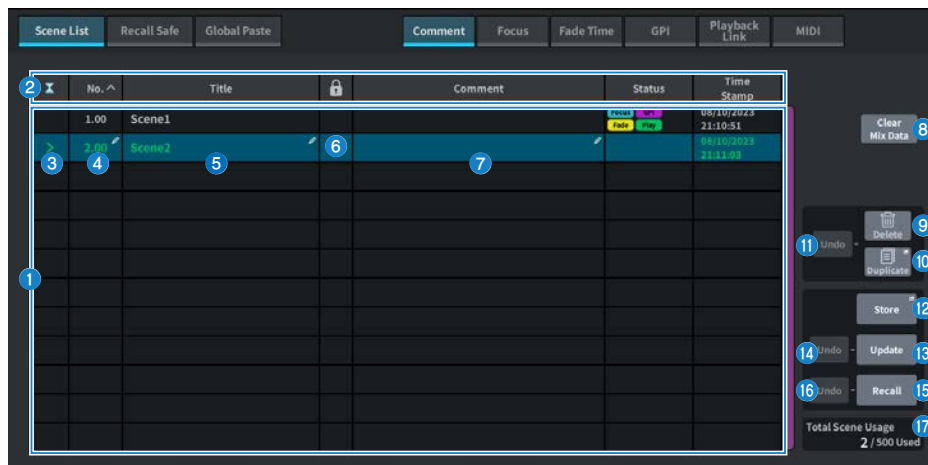 Scene List Recall Safe Global Paste Comment Focus Fade Time GPI Playback Link MIDI
2 No. Title Comment Status Time Stamp
1.00 Scene1 Focus GPI Fade Play 08/10/2023 21:10:51
Clear Mix Data 8
2.00 Scene2 08/10/2023 21:11:03
3 4 5 6 7
Delete 9
11 Undo -
Duplicate 10
1
Store 12
14 Undo - Update 13
16 Undo - Recall 15
Total Scene Usage 17
2 / 500 Used